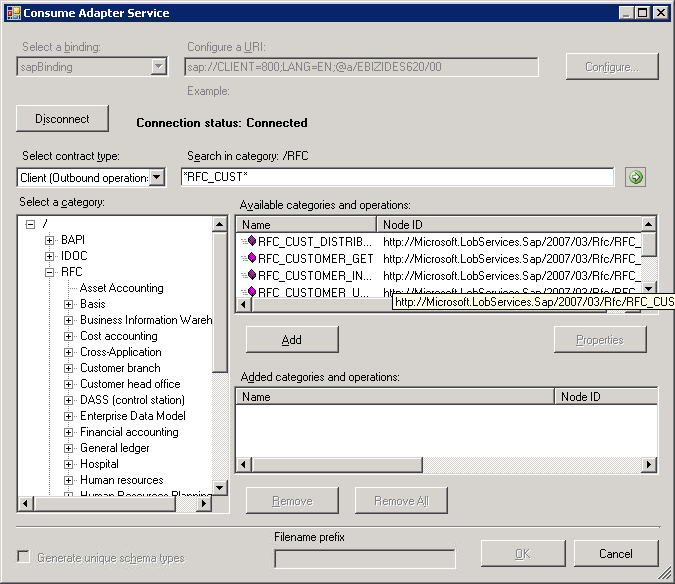 Consume Adapter Service
Select a binding:
Configure a URI:
sapBinding
sap://CLIENT=800;LANG=EN;@a/EBIZIDES620/00
Configure...
Example:
Disconnect
Connection status: Connected
Select contract type:
Search in category: /RFC
Client (Outbound operation:
*RFC_CUST*
Select a category:
Available categories and operations:
/
BAPI
IDOC
RFC
Asset Accounting
Basis
Business Information Wareh
Cost accounting
Cross-Application
Customer branch
Customer head office
DASS (control station)
Enterprise Data Model
Financial accounting
General ledger
Hospital
Human resources
Human Resources Planning
Name
Node ID
RFC_CUST_DISTRIB...
http://Microsoft.LobServices.Sap/2007/03/Rfc/RFC_
RFC_CUSTOMER_GET
http://Microsoft.LobServices.Sap/2007/03/Rfc/RFC_
RFC_CUSTOMER_IN...
http://Microsoft.LobServices.Sap/2007/03/Rfc/RFC_
RFC_CUSTOMER_U...
http://Microsoft.LobServices.Sap/2007/03/Rfc/RFC_
http://Microsoft.LobServices.Sap/2007/03/Rfc/RFC_CUS
Add
Properties
Added categories and operations:
Name
Node ID
Remove
Remove All
Generate unique schema types
Filename prefix
OK
Cancel